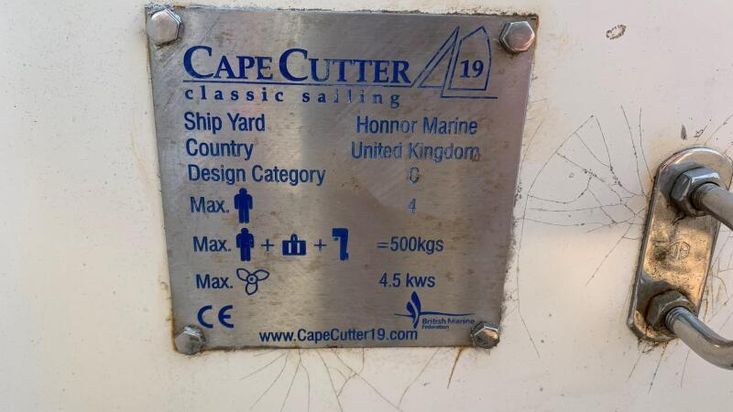 CAPE CUTTER 19
classic sailing
Ship Yard Honnor Marine
Country United Kingdom
Design Category C
Max. 4
Max. + + =500kgs
Max. 4.5 kws
CE
British Marine
Federation
www.CapeCutter19.com